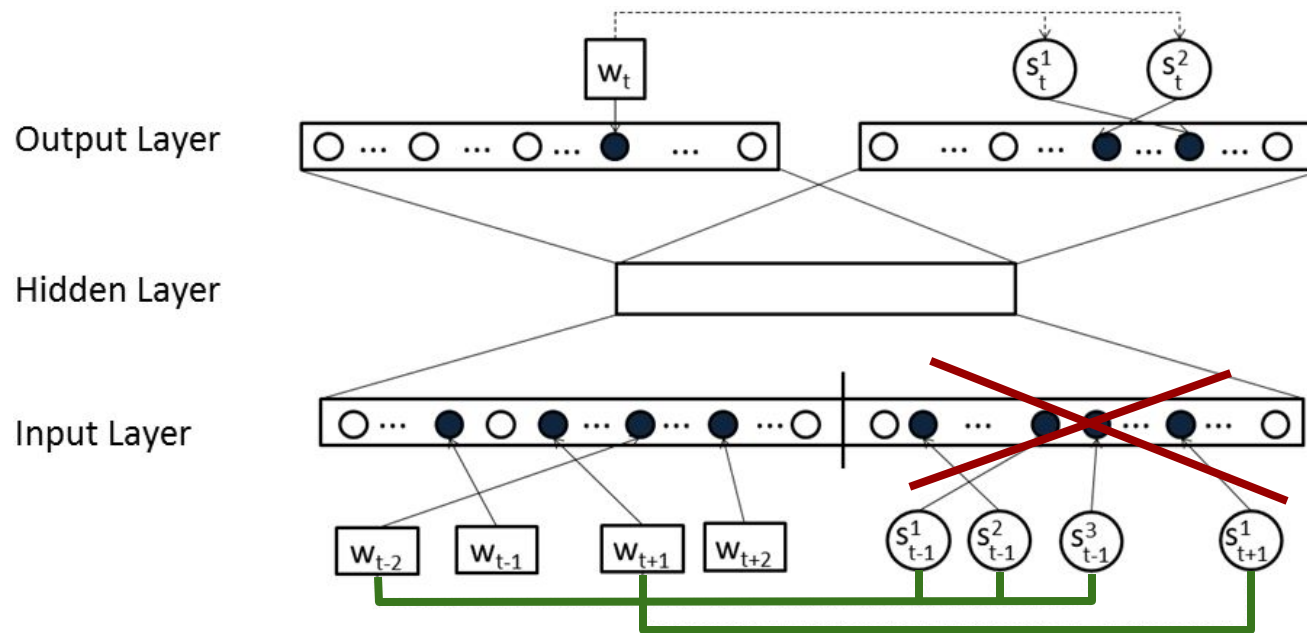 w_t s_t^1 s_t^2
Output Layer
... ... ... ... ... ... ... ...
Hidden Layer
Input Layer
... ... ... ... ... ... ...
w_{t-2} w_{t-1} w_{t+1} w_{t+2} s_{t-1}^1 s_{t-1}^2 s_{t-1}^3 s_{t+1}^1